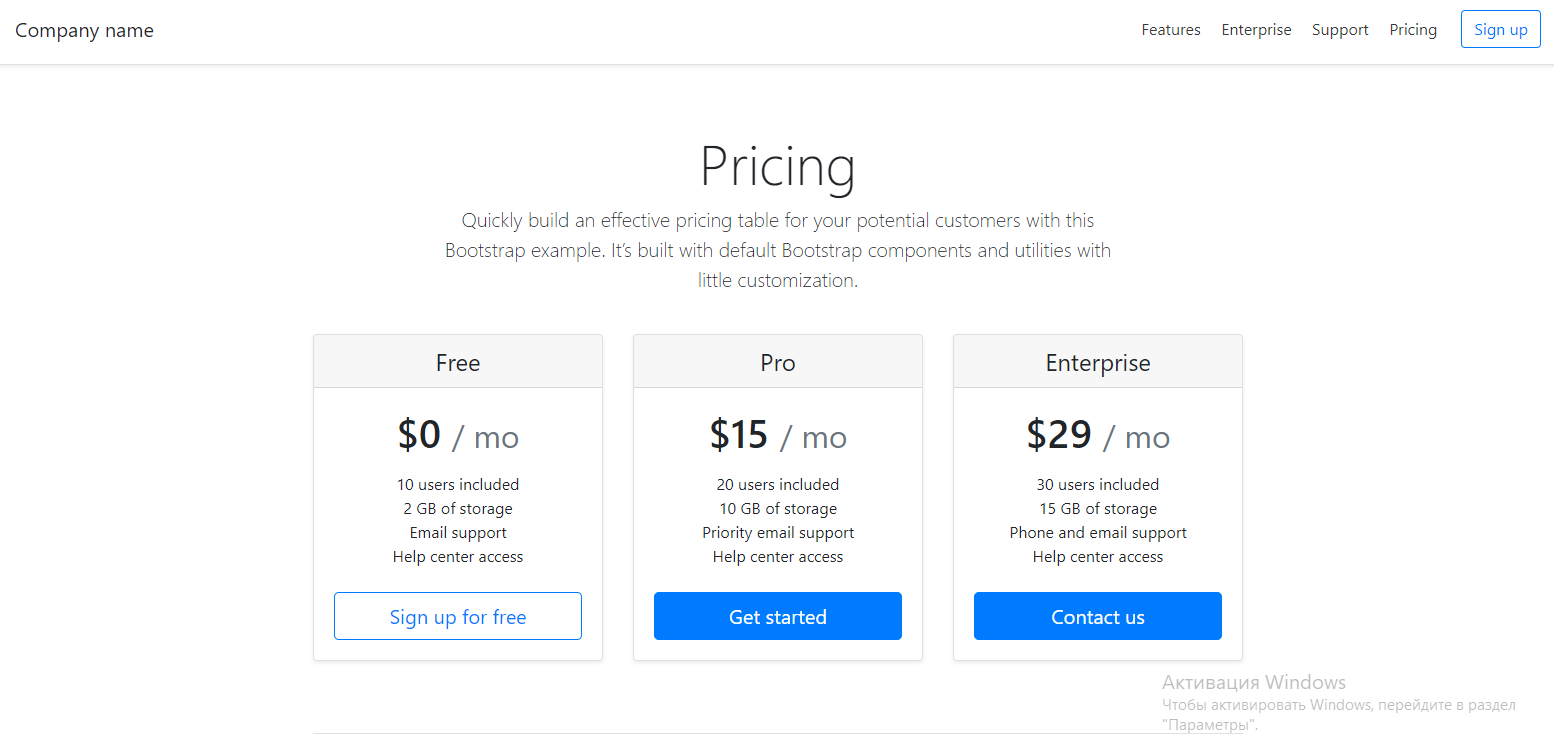 Company name
Features Enterprise Support Pricing Sign up
Pricing
Quickly build an effective pricing table for your potential customers with this
Bootstrap example. It’s built with default Bootstrap components and utilities with
little customization.
Free
$0 / mo
10 users included
2 GB of storage
Email support
Help center access
Sign up for free
Pro
$15 / mo
20 users included
10 GB of storage
Priority email support
Help center access
Get started
Enterprise
$29 / mo
30 users included
15 GB of storage
Phone and email support
Help center access
Contact us
Активация Windows
Чтобы активировать Windows, перейдите в раздел
"Параметры".